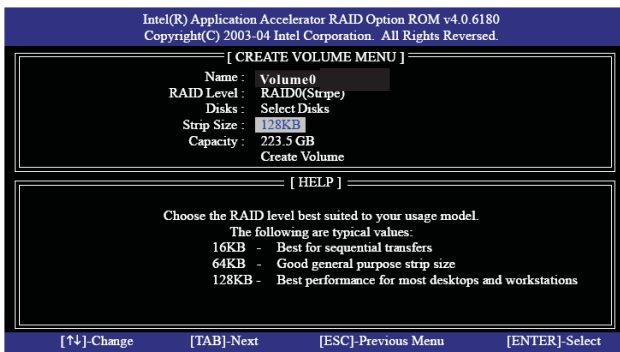 Intel(R) Application Accelerator RAID Option ROM v4.0.6180
Copyright(C) 2003-04 Intel Corporation. All Rights Reversed.
[ CREATE VOLUME MENU ]
Name : Volume0
RAID Level : RAID0(Stripe)
Disks : Select Disks
Strip Size : 128KB
Capacity : 223.5 GB
Create Volume
[ HELP ]
Choose the RAID level best suited to your usage model.
The following are typical values:
16KB - Best for sequential transfers
64KB - Good general purpose strip size
128KB - Best performance for most desktops and workstations
[↑↓]-Change [TAB]-Next [ESC]-Previous Menu [ENTER]-Select